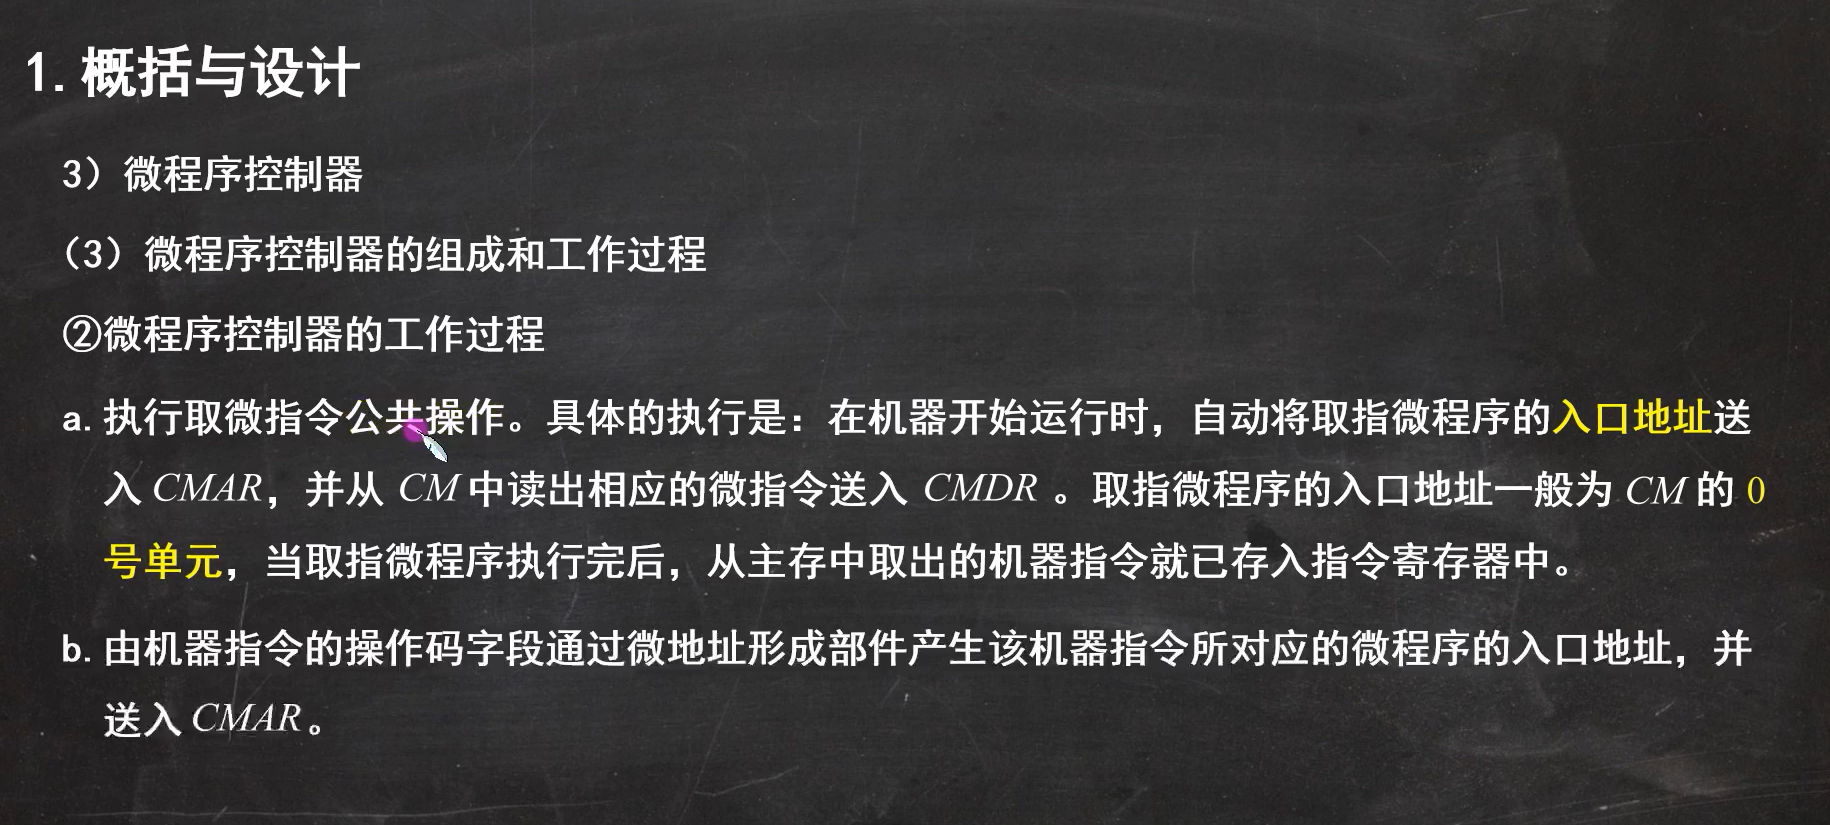 1. 概括与设计
3）微程序控制器
（3）微程序控制器的组成和工作过程
②微程序控制器的工作过程
a. 执行取微指令公共操作。具体的执行是：在机器开始运行时，自动将取指微程序的入口地址送
入 CMAR，并从 CM 中读出相应的微指令送入 CMDR 。取指微程序的入口地址一般为 CM 的 0
号单元，当取指微程序执行完后，从主存中取出的机器指令就已存入指令寄存器中。
b. 由机器指令的操作码字段通过微地址形成部件产生该机器指令所对应的微程序的入口地址，并
送入 CMAR 。